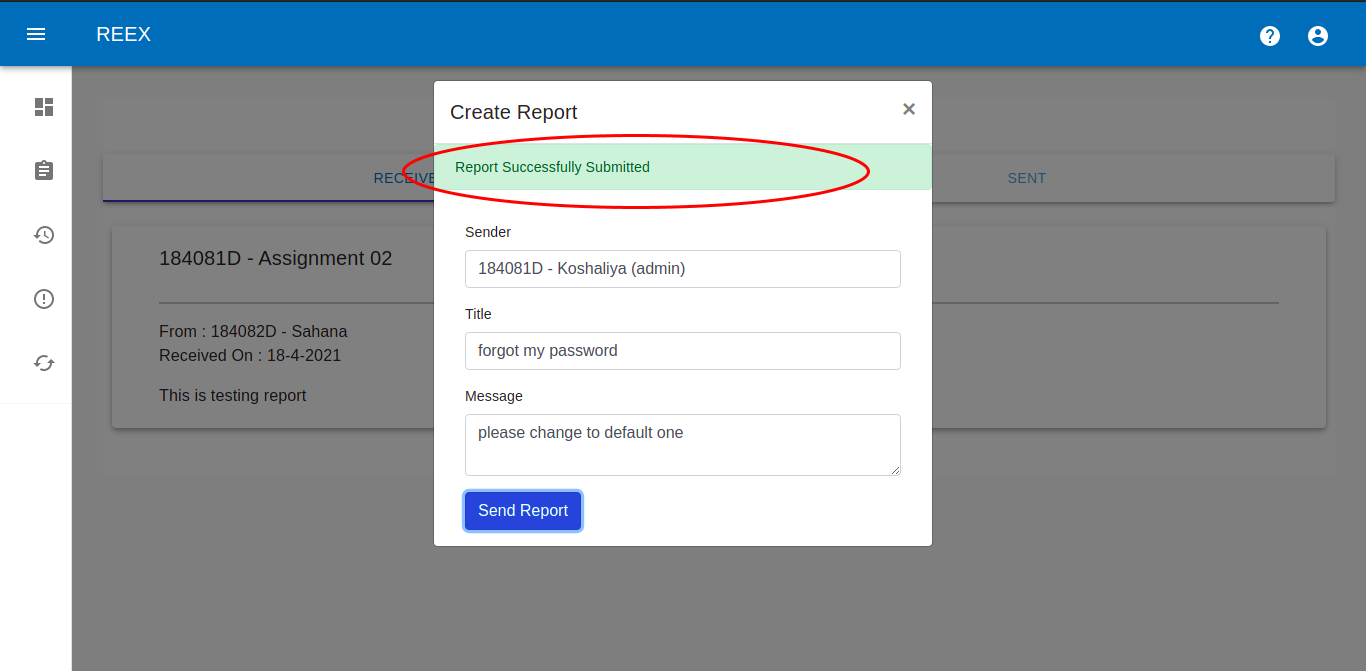 REEX
Create Report
×
Report Successfully Submitted
RECEIVE
SENT
Sender
184081D - Koshaliya (admin)
Title
forgot my password
Message
please change to default one
Send Report
184081D - Assignment 02
From : 184082D - Sahana
Received On : 18-4-2021
This is testing report